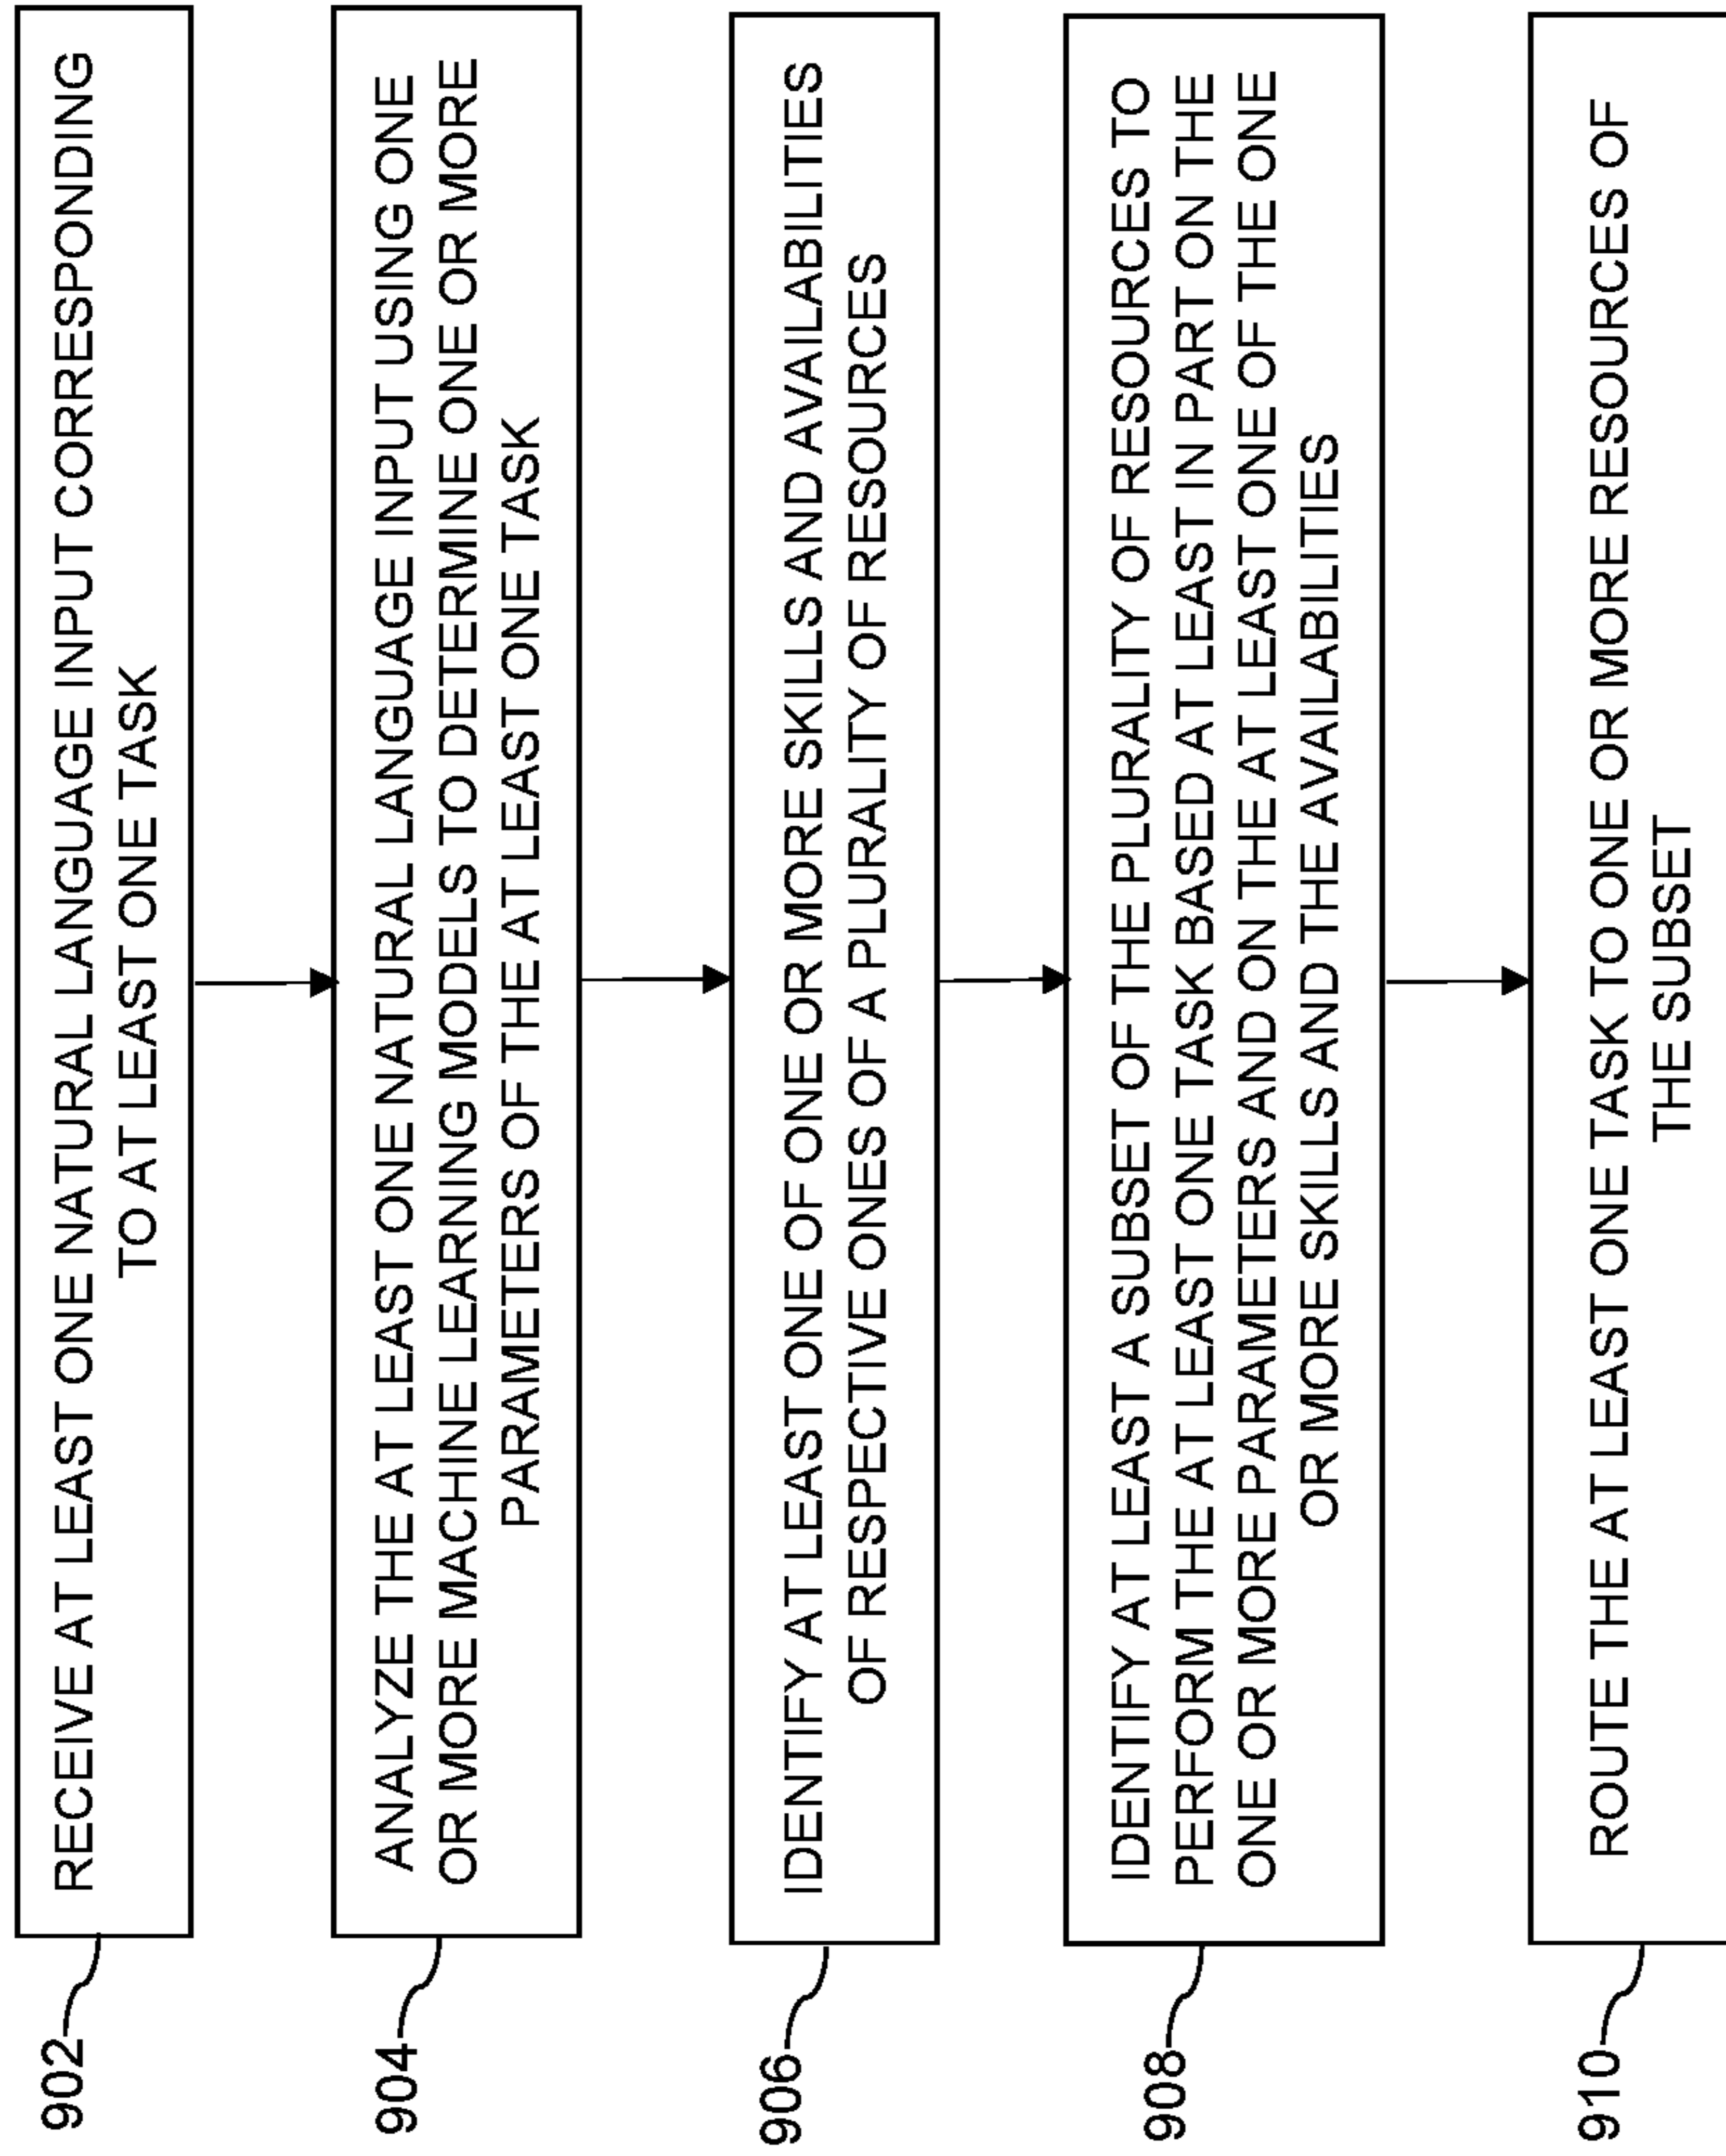 902
RECEIVE AT LEAST ONE NATURAL LANGUAGE INPUT CORRESPONDING
TO AT LEAST ONE TASK
904
ANALYZE THE AT LEAST ONE NATURAL LANGUAGE INPUT USING ONE
OR MORE MACHINE LEARNING MODELS TO DETERMINE ONE OR MORE
PARAMETERS OF THE AT LEAST ONE TASK
906
IDENTIFY AT LEAST ONE OF ONE OR MORE SKILLS AND AVAILABILITIES
OF RESPECTIVE ONES OF A PLURALITY OF RESOURCES
908
IDENTIFY AT LEAST A SUBSET OF THE PLURALITY OF RESOURCES TO
PERFORM THE AT LEAST ONE TASK BASED AT LEAST IN PART ON THE
ONE OR MORE PARAMETERS AND ON THE AT LEAST ONE OF THE ONE
OR MORE SKILLS AND THE AVAILABILITIES
910
ROUTE THE AT LEAST ONE TASK TO ONE OR MORE RESOURCES OF
THE SUBSET